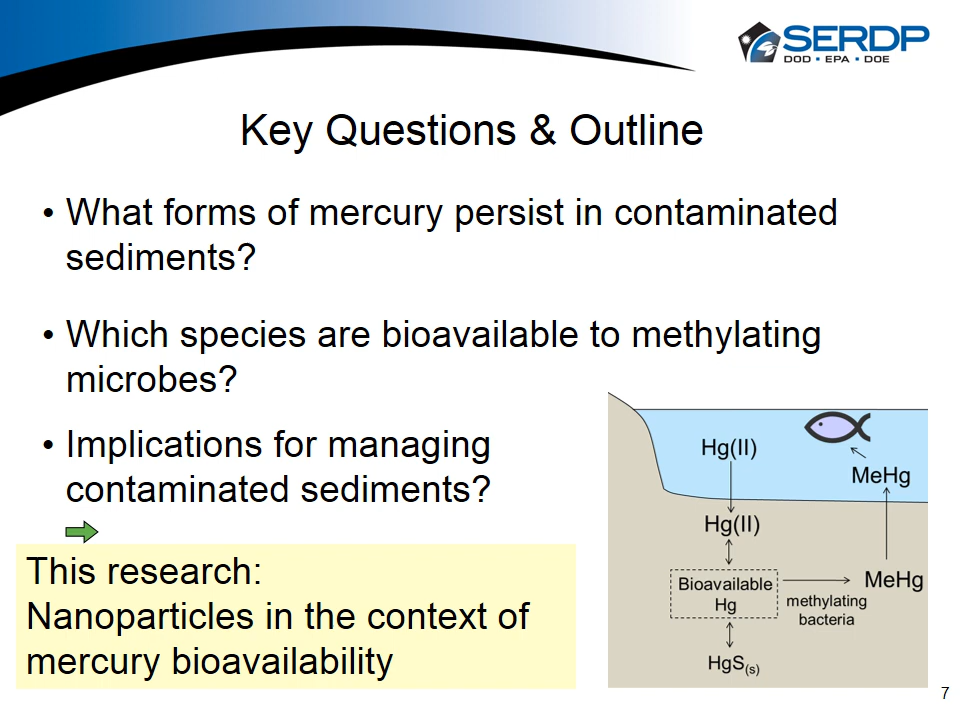 SERDP
DOD • EPA • DOE
Key Questions & Outline
• What forms of mercury persist in contaminated
sediments?
• Which species are bioavailable to methylating
microbes?
• Implications for managing
contaminated sediments?
This research:
Nanoparticles in the context of
mercury bioavailability
Hg(II)
MeHg
Hg(II)
Bioavailable
Hg
methylating
bacteria
MeHg
HgS(s)
7